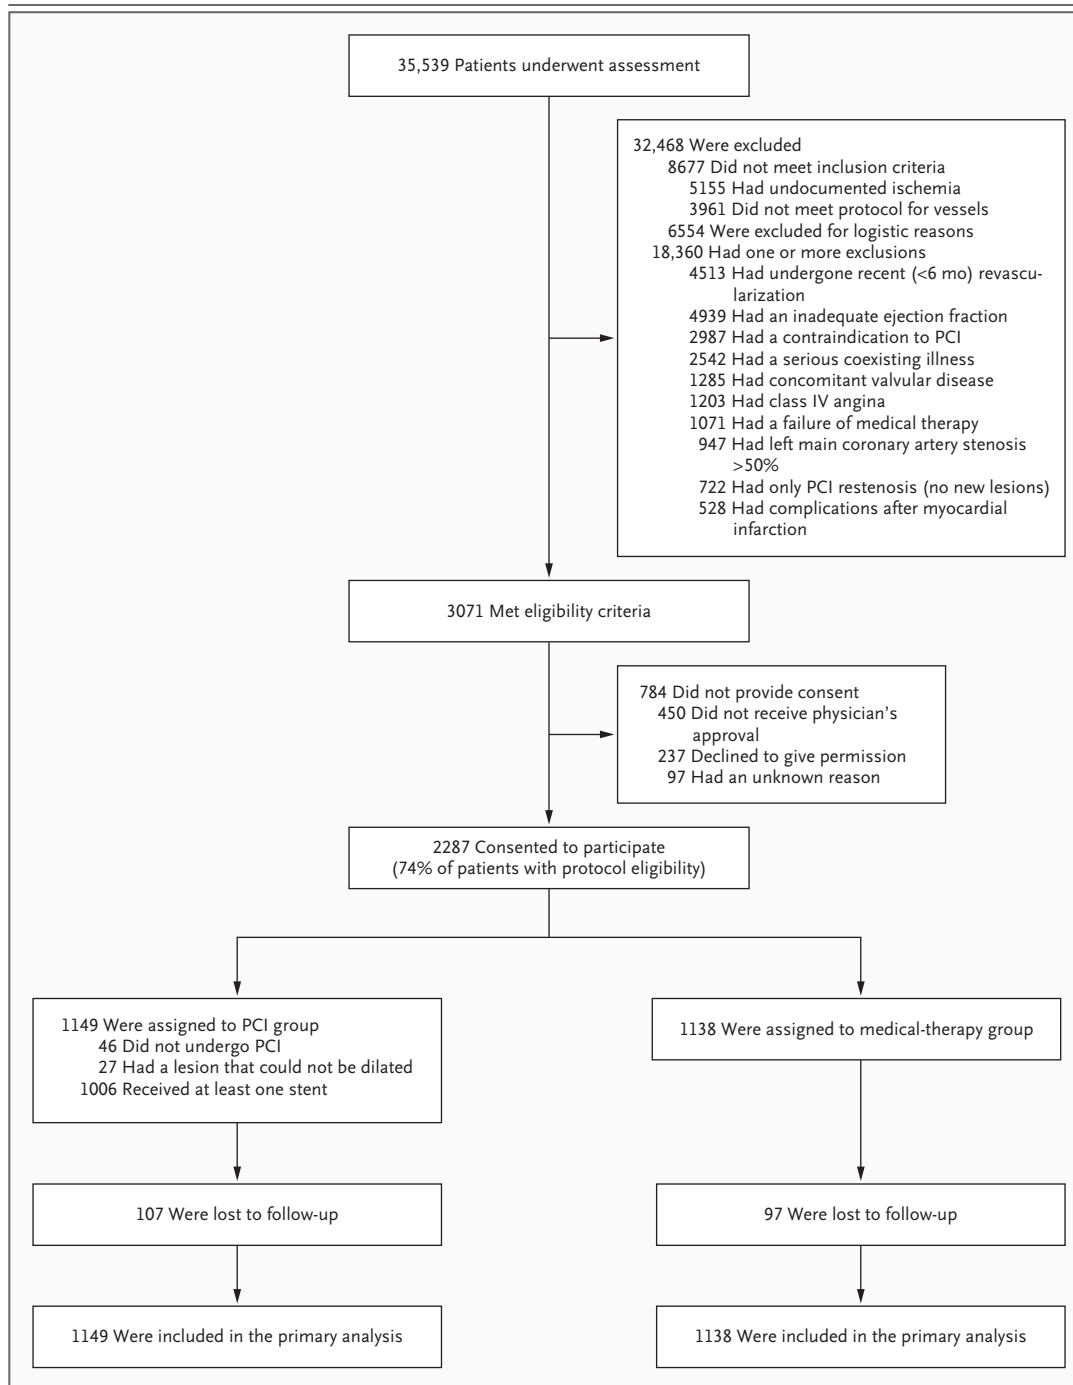 35,539 Patients underwent assessment
32,468 Were excluded
8677 Did not meet inclusion criteria
5155 Had undocumented ischemia
3961 Did not meet protocol for vessels
6554 Were excluded for logistic reasons
18,360 Had one or more exclusions
4513 Had undergone recent (<6 mo) revascu-
larization
4939 Had an inadequate ejection fraction
2987 Had a contraindication to PCI
2542 Had a serious coexisting illness
1285 Had concomitant valvular disease
1203 Had class IV angina
1071 Had a failure of medical therapy
947 Had left main coronary artery stenosis
>50%
722 Had only PCI restenosis (no new lesions)
528 Had complications after myocardial
infarction
3071 Met eligibility criteria
784 Did not provide consent
450 Did not receive physician's
approval
237 Declined to give permission
97 Had an unknown reason
2287 Consented to participate
(74% of patients with protocol eligibility)
1149 Were assigned to PCI group
46 Did not undergo PCI
27 Had a lesion that could not be dilated
1006 Received at least one stent
1138 Were assigned to medical-therapy group
107 Were lost to follow-up
97 Were lost to follow-up
1149 Were included in the primary analysis
1138 Were included in the primary analysis